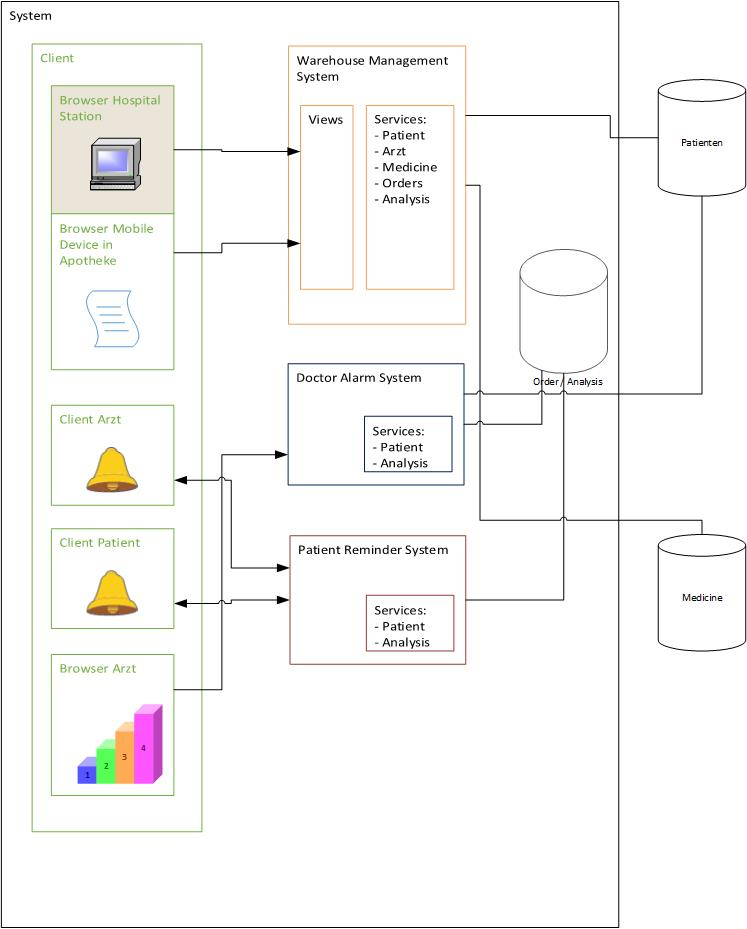 System
Client
Browser Hospital
Station
Browser Mobile
Device in
Apotheke
Client Arzt
Client Patient
Browser Arzt
1
2
3
4
Warehouse Management
System
Views
Services:
- Patient
- Arzt
- Medicine
- Orders
- Analysis
Doctor Alarm System
Services:
- Patient
- Analysis
Patient Reminder System
Services:
- Patient
- Analysis
Order / Analysis
Patienten
Medicine